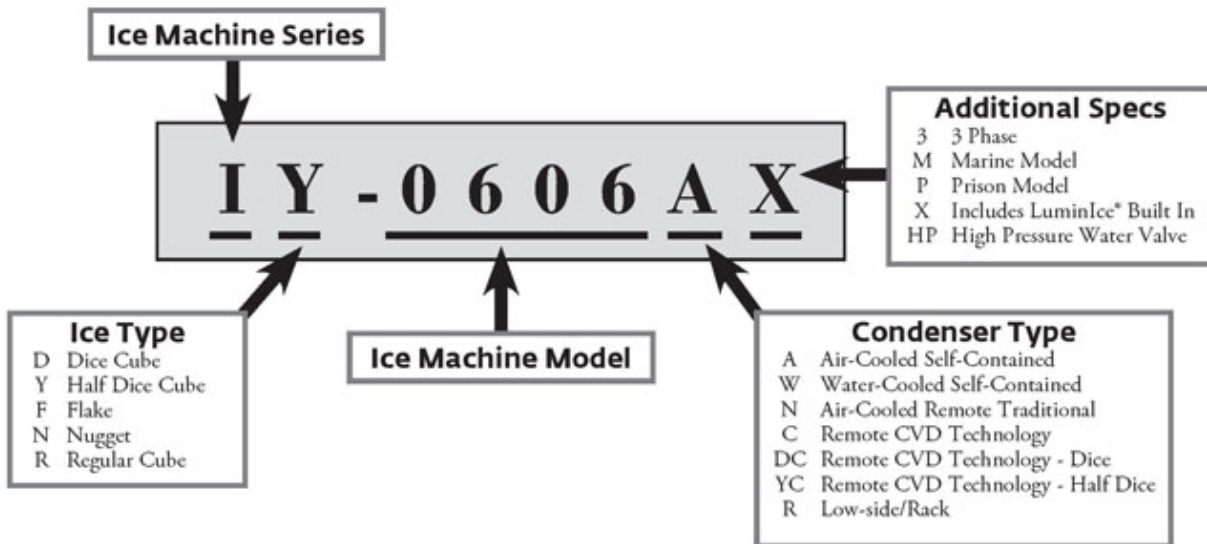 Ice Machine Series
I Y - 0 6 0 6 A X
Additional Specs
3 3 Phase
M Marine Model
P Prison Model
X Includes LuminIce® Built In
HP High Pressure Water Valve
Ice Type
D Dice Cube
Y Half Dice Cube
F Flake
N Nugget
R Regular Cube
Ice Machine Model
Condenser Type
A Air-Cooled Self-Contained
W Water-Cooled Self-Contained
N Air-Cooled Remote Traditional
C Remote CVD Technology
DC Remote CVD Technology - Dice
YC Remote CVD Technology - Half Dice
R Low-side/Rack